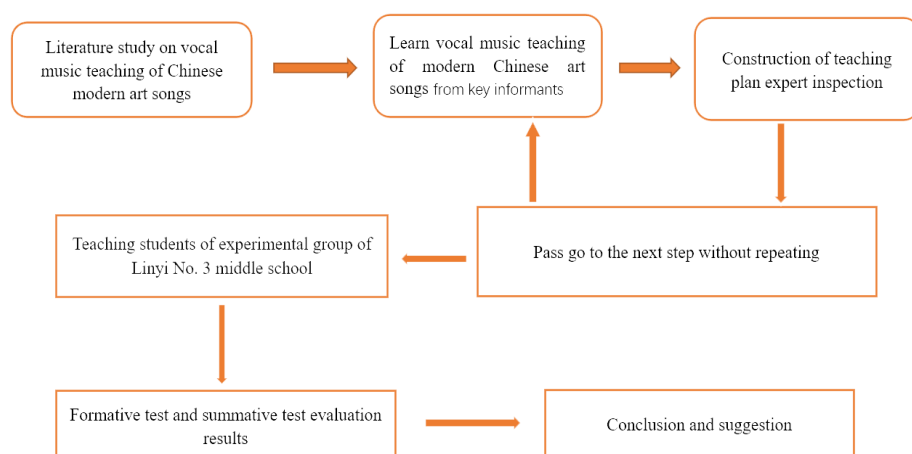 Literature study on vocal
music teaching of Chinese
modern art songs
Learn vocal music teaching
of modern Chinese art
songs from key informants
Construction of teaching
plan expert inspection
Teaching students of experimental group of
Linyi No. 3 middle school
Pass go to the next step without repeating
Formative test and summative test evaluation
results
Conclusion and suggestion